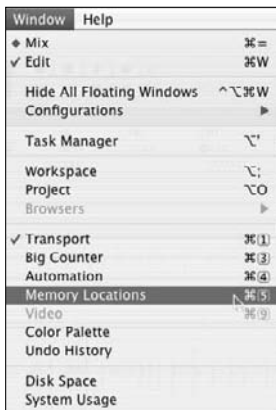 Window Help
◆ Mix ⌘=
✓ Edit ⌘W
Hide All Floating Windows ^⌥⌘W
Configurations ▶
Task Manager ⌥'
Workspace ⌥;
Project ⌥O
Browsers ▶
✓ Transport ⌘1
Big Counter ⌘3
Automation ⌘4
Memory Locations ⌘5
Video ⌘9
Color Palette
Undo History
Disk Space
System Usage